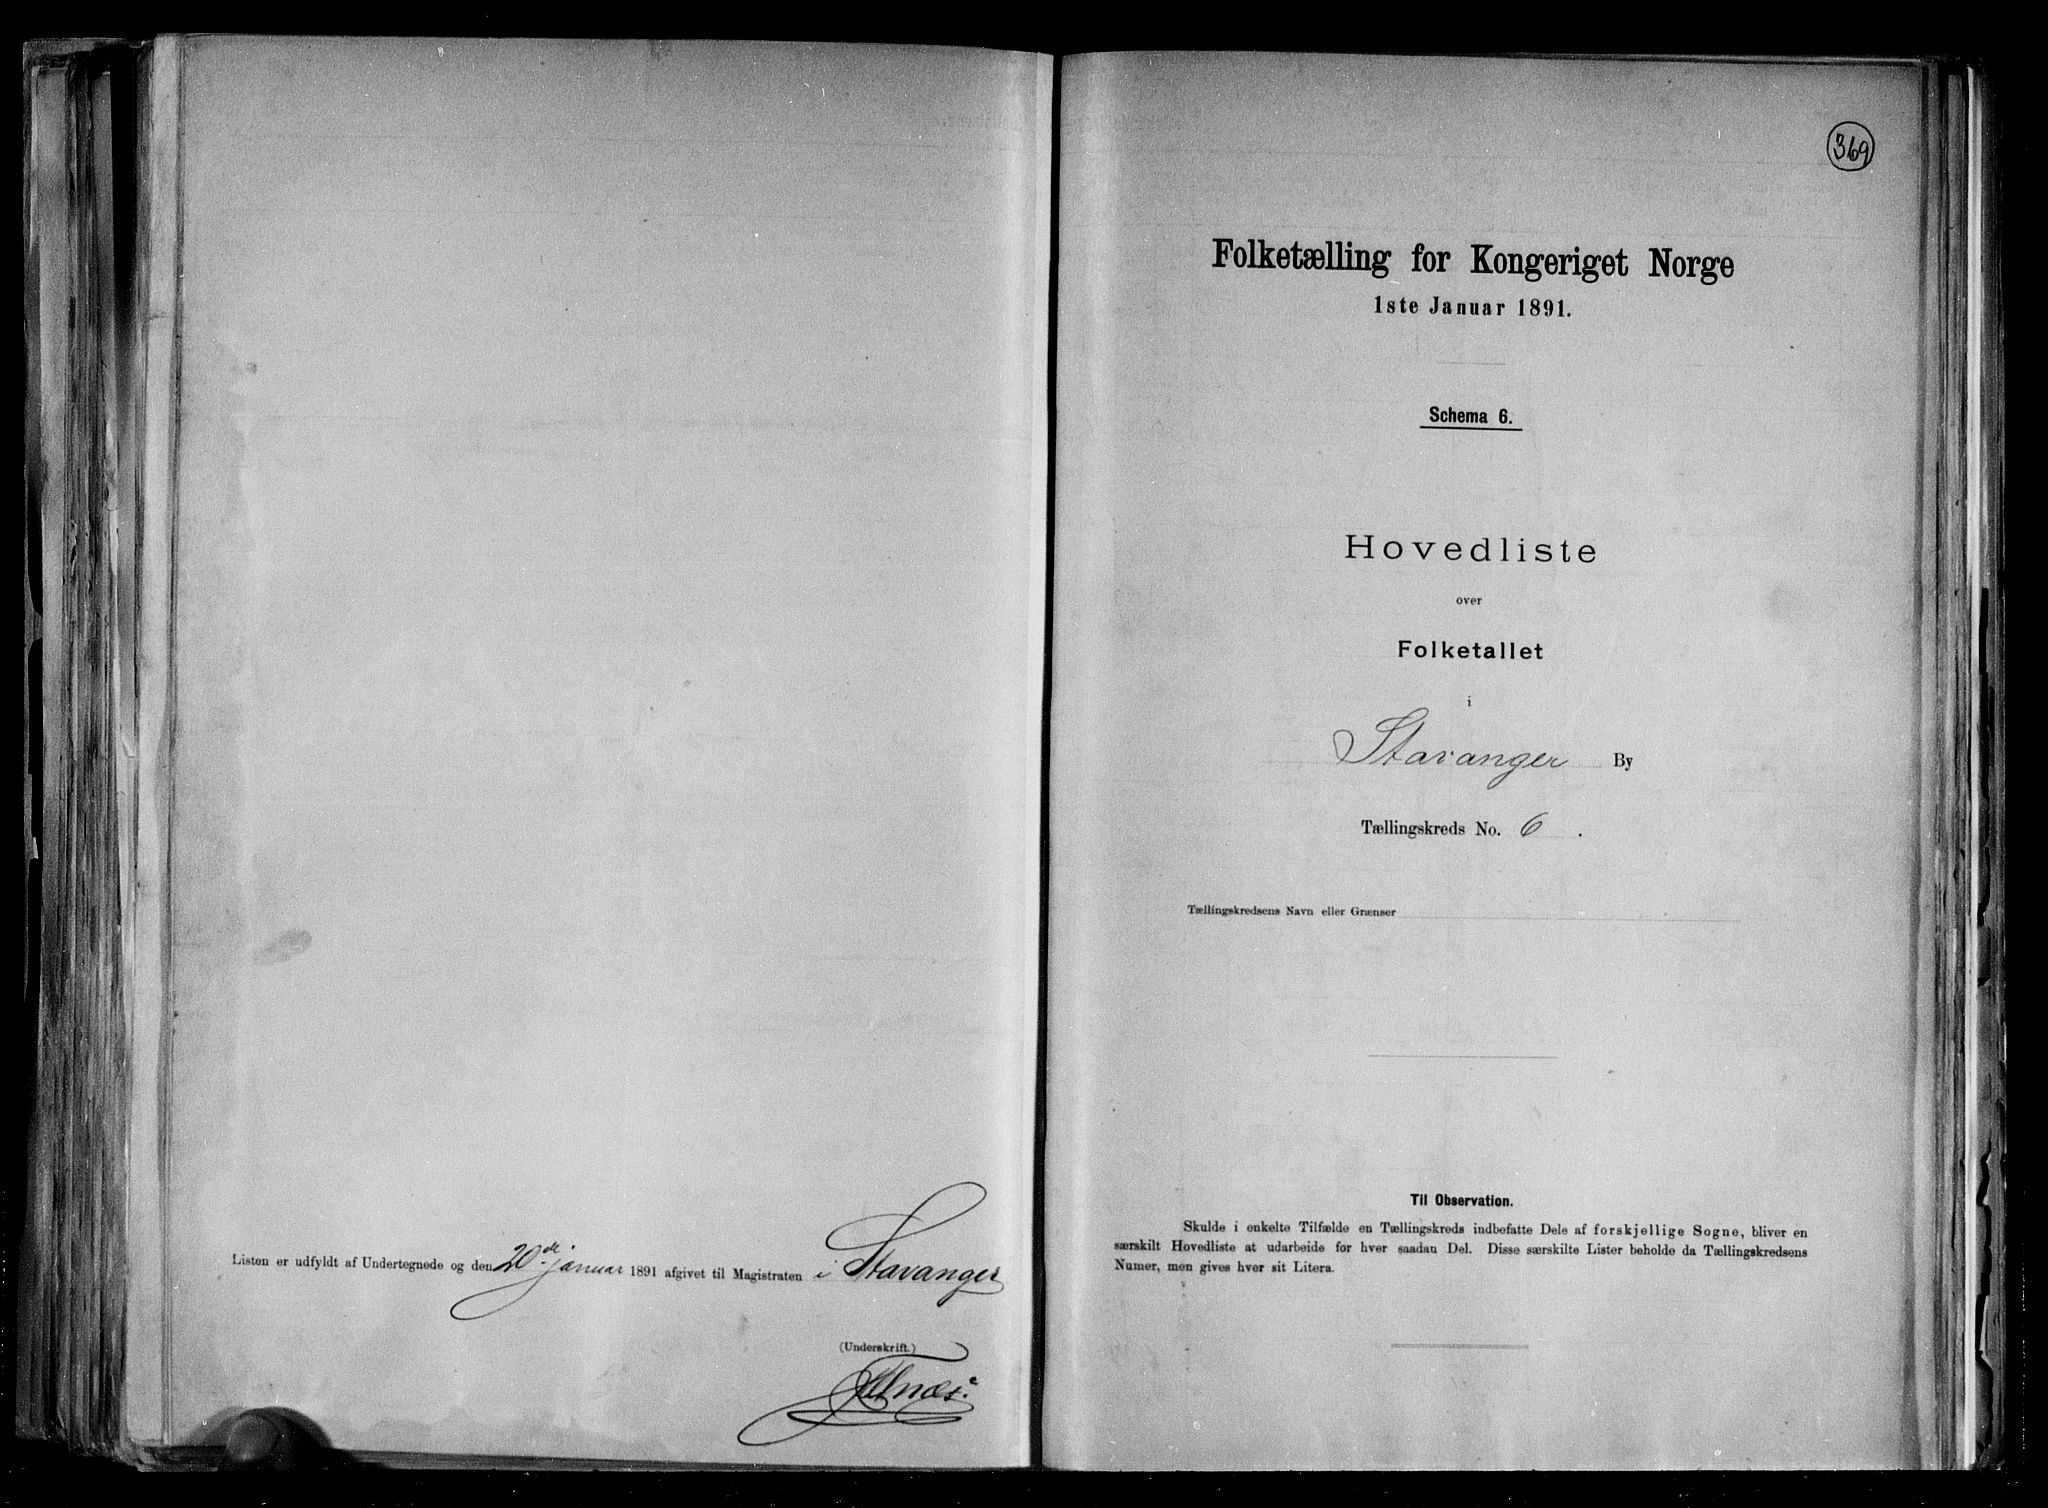 Listen er udfyldt af Undertegnede og den 20de januar 1891 afgivet til Magistraten i Stavanger
(Underskrift.)
369
Folketælling for Kongeriget Norge
1ste Januar 1891.
Schema 6.
Hovedliste
over
Folketallet
i
Stavanger By
Tællingskreds No. 6.
Tællingskredsens Navn eller Grænser
Til Observation.
Skulde i enkelte Tilfælde en Tællingskreds indbefatte Dele af forskjellige Sogne, bliver en
særskilt Hovedliste at udarbeide for hver saadan Del. Disse særskilte Lister beholde da Tællingskredsens
Numer, men gives hver sit Litera.